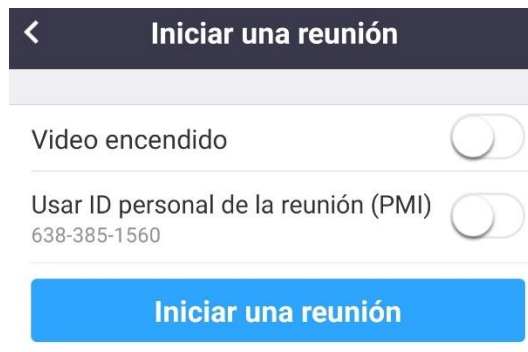 Iniciar una reunión
Video encendido
Usar ID personal de la reunión (PMI)
638-385-1560
Iniciar una reunión